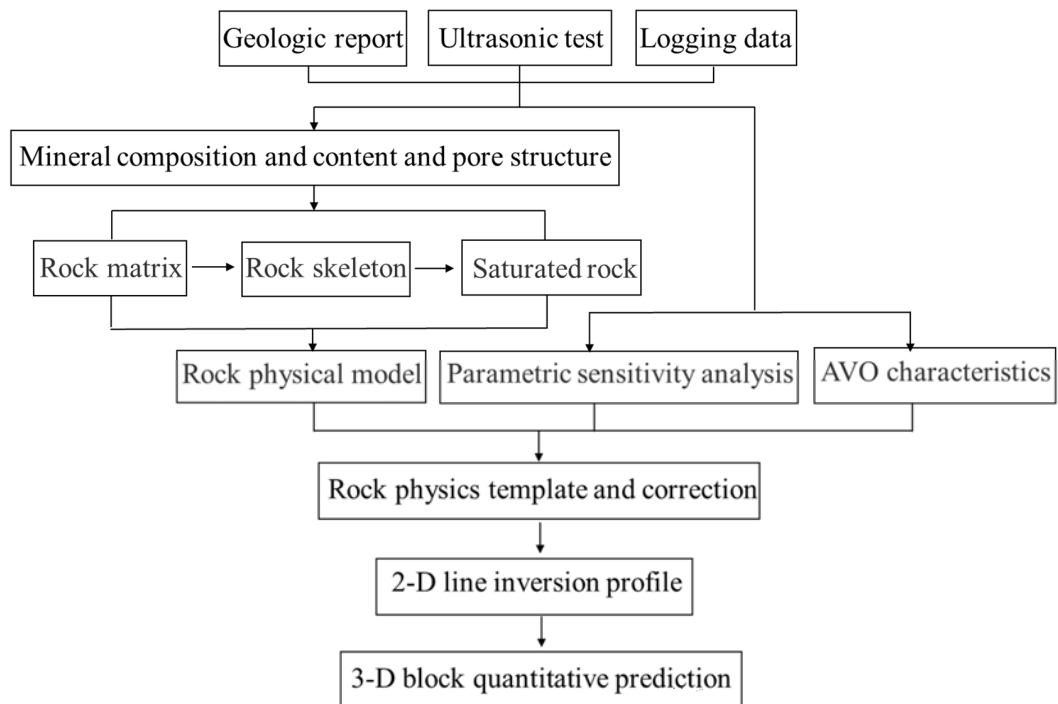 Geologic report
Ultrasonic test
Logging data
Mineral composition and content and pore structure
Rock matrix
Rock skeleton
Saturated rock
Rock physical model
Parametric sensitivity analysis
AVO characteristics
Rock physics template and correction
2-D line inversion profile
3-D block quantitative prediction